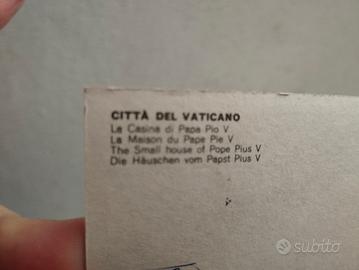 CITTÀ DEL VATICANO
La Casina di Papa Pio V
La Maison du Pape Pie V
The Small house of Pope Pius V
Die Häuschen vom Papst Pius V
subito